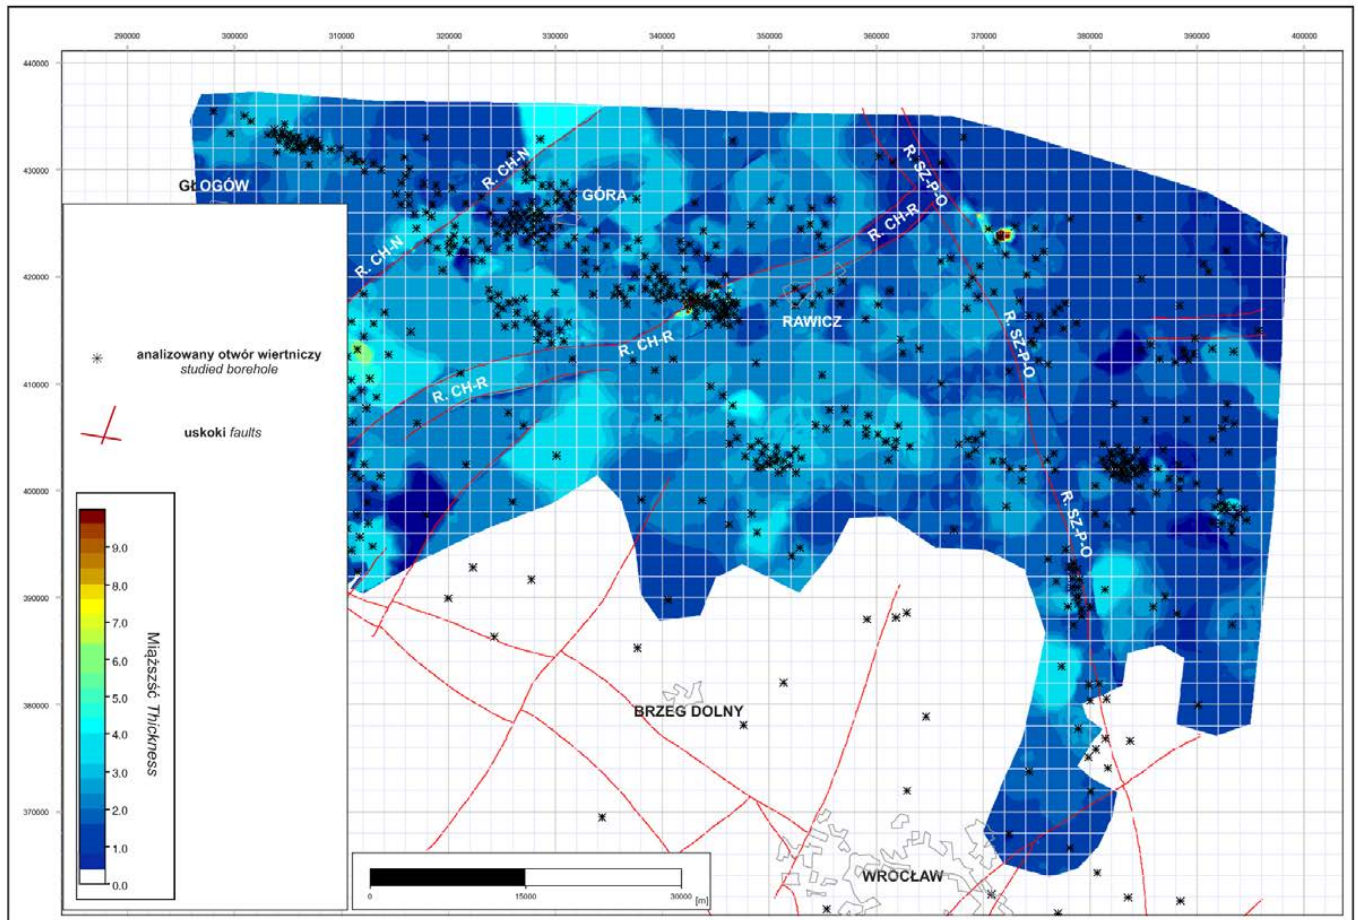 290000 300000 310000 320000 330000 340000 350000 360000 370000 380000 390000 400000
440000
430000
420000
410000
400000
390000
380000
370000
GŁOGÓW
R. CH-N
GÓRA
R. SZ-P-O
R. CH-R
R. CH-N
RAWICZ
R. CH-R
R. SZ-P-O
R. CH-R
R. SZ-P-O
BRZEG DOLNY
WROCŁAW
analizowany otwór wiertniczy
studied borehole
uskoki faults
9.0
8.0
7.0
6.0
5.0
4.0
3.0
2.0
1.0
0.0
Miąższść Thickness
0 15000 30000
[m]